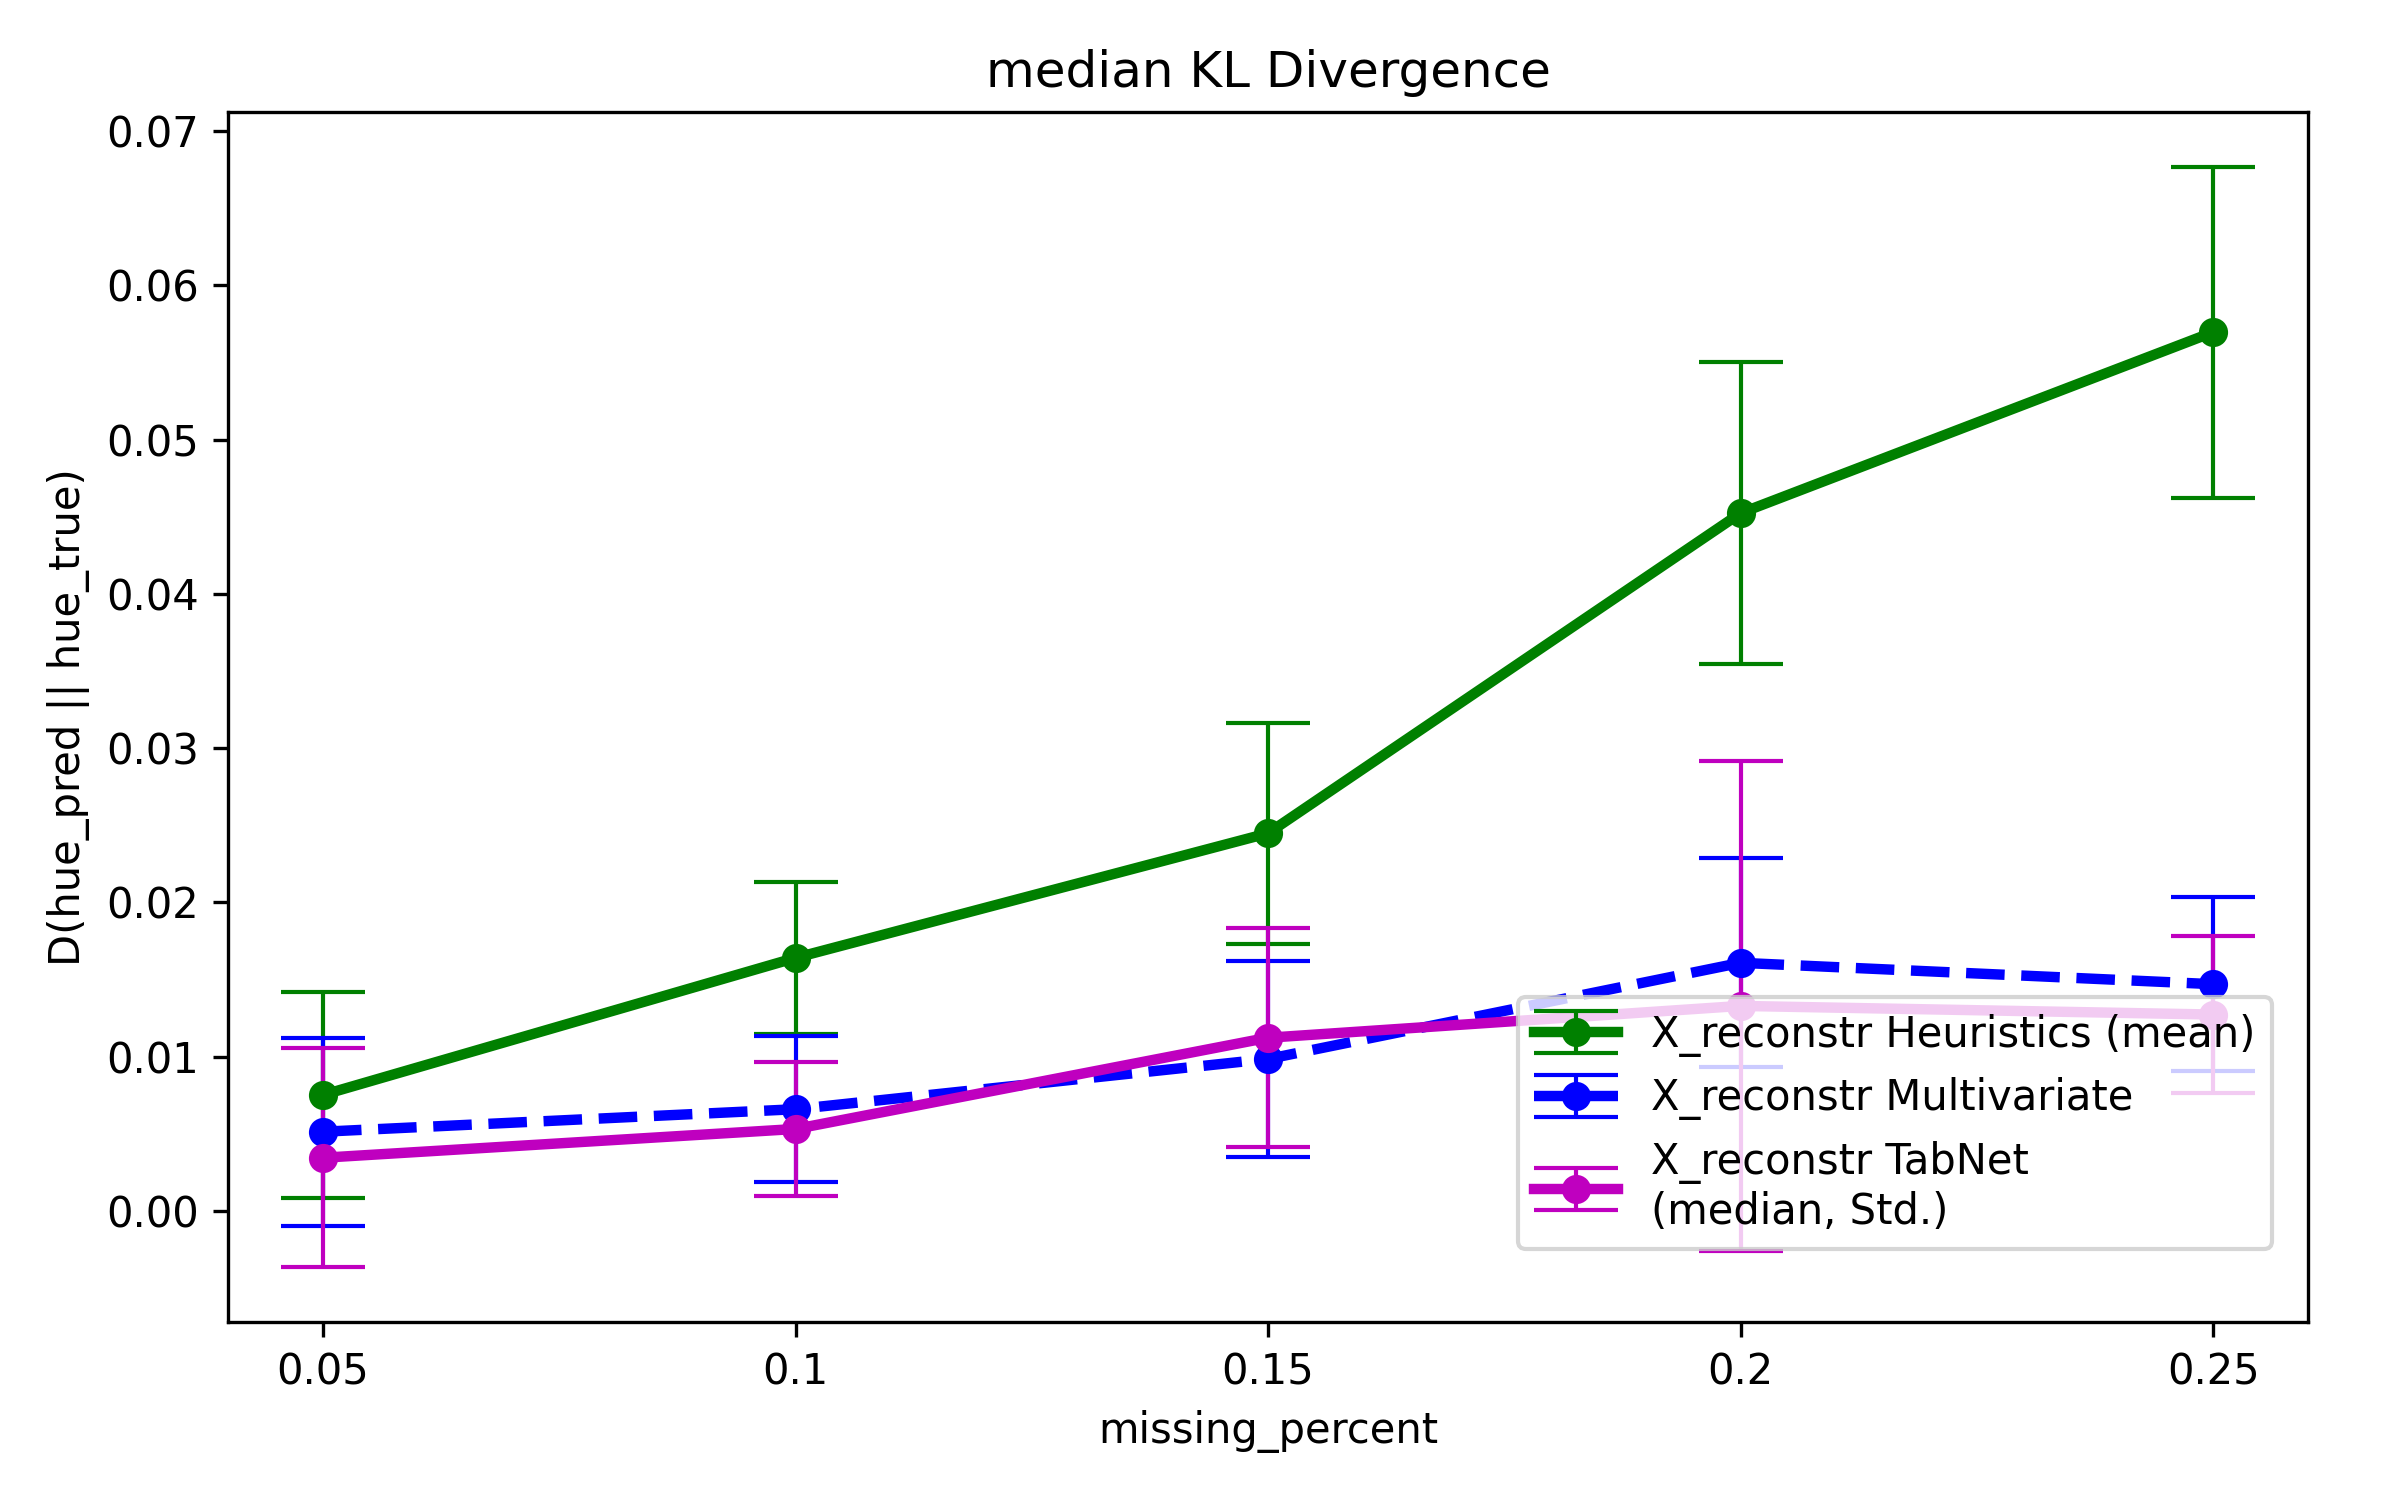 median KL Divergence
0.07
0.06
0.05
0.04
0.03
0.02
0.01
0.00
D(hue_pred || hue_true)
X_reconstr Heuristics (mean)
X_reconstr Multivariate
X_reconstr TabNet
(median, Std.)
0.05 0.1 0.15 0.2 0.25
missing_percent